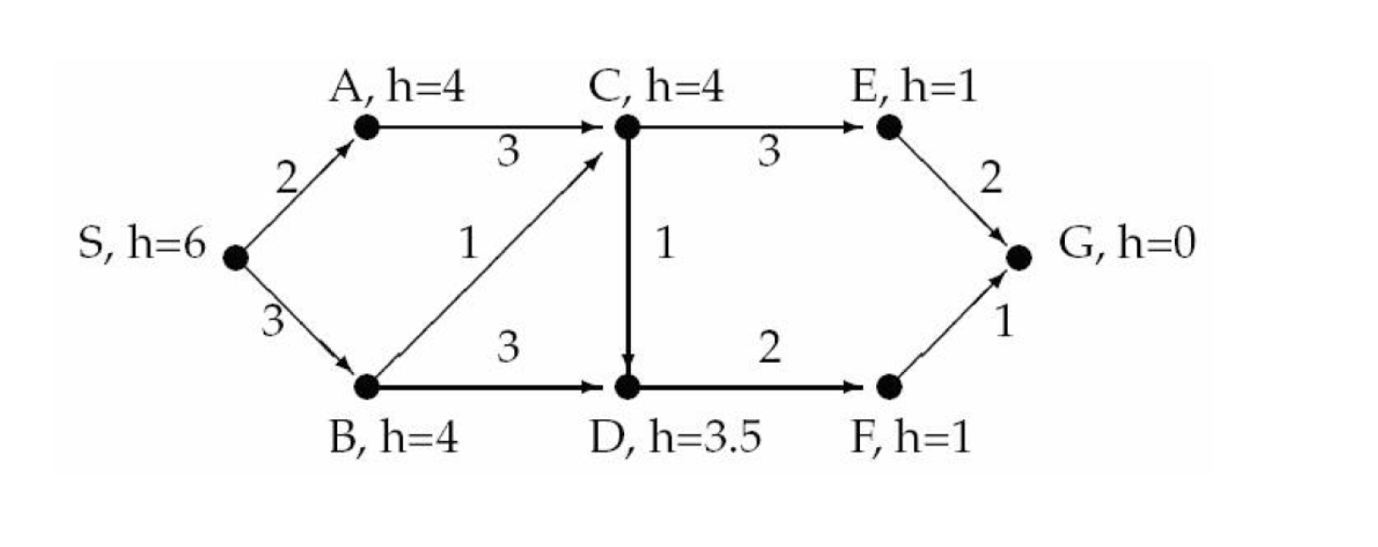 A, h=4 C, h=4 E, h=1
3 3
2 2
S, h=6 1 1 G, h=0
3 1
3 2
B, h=4 D, h=3.5 F, h=1